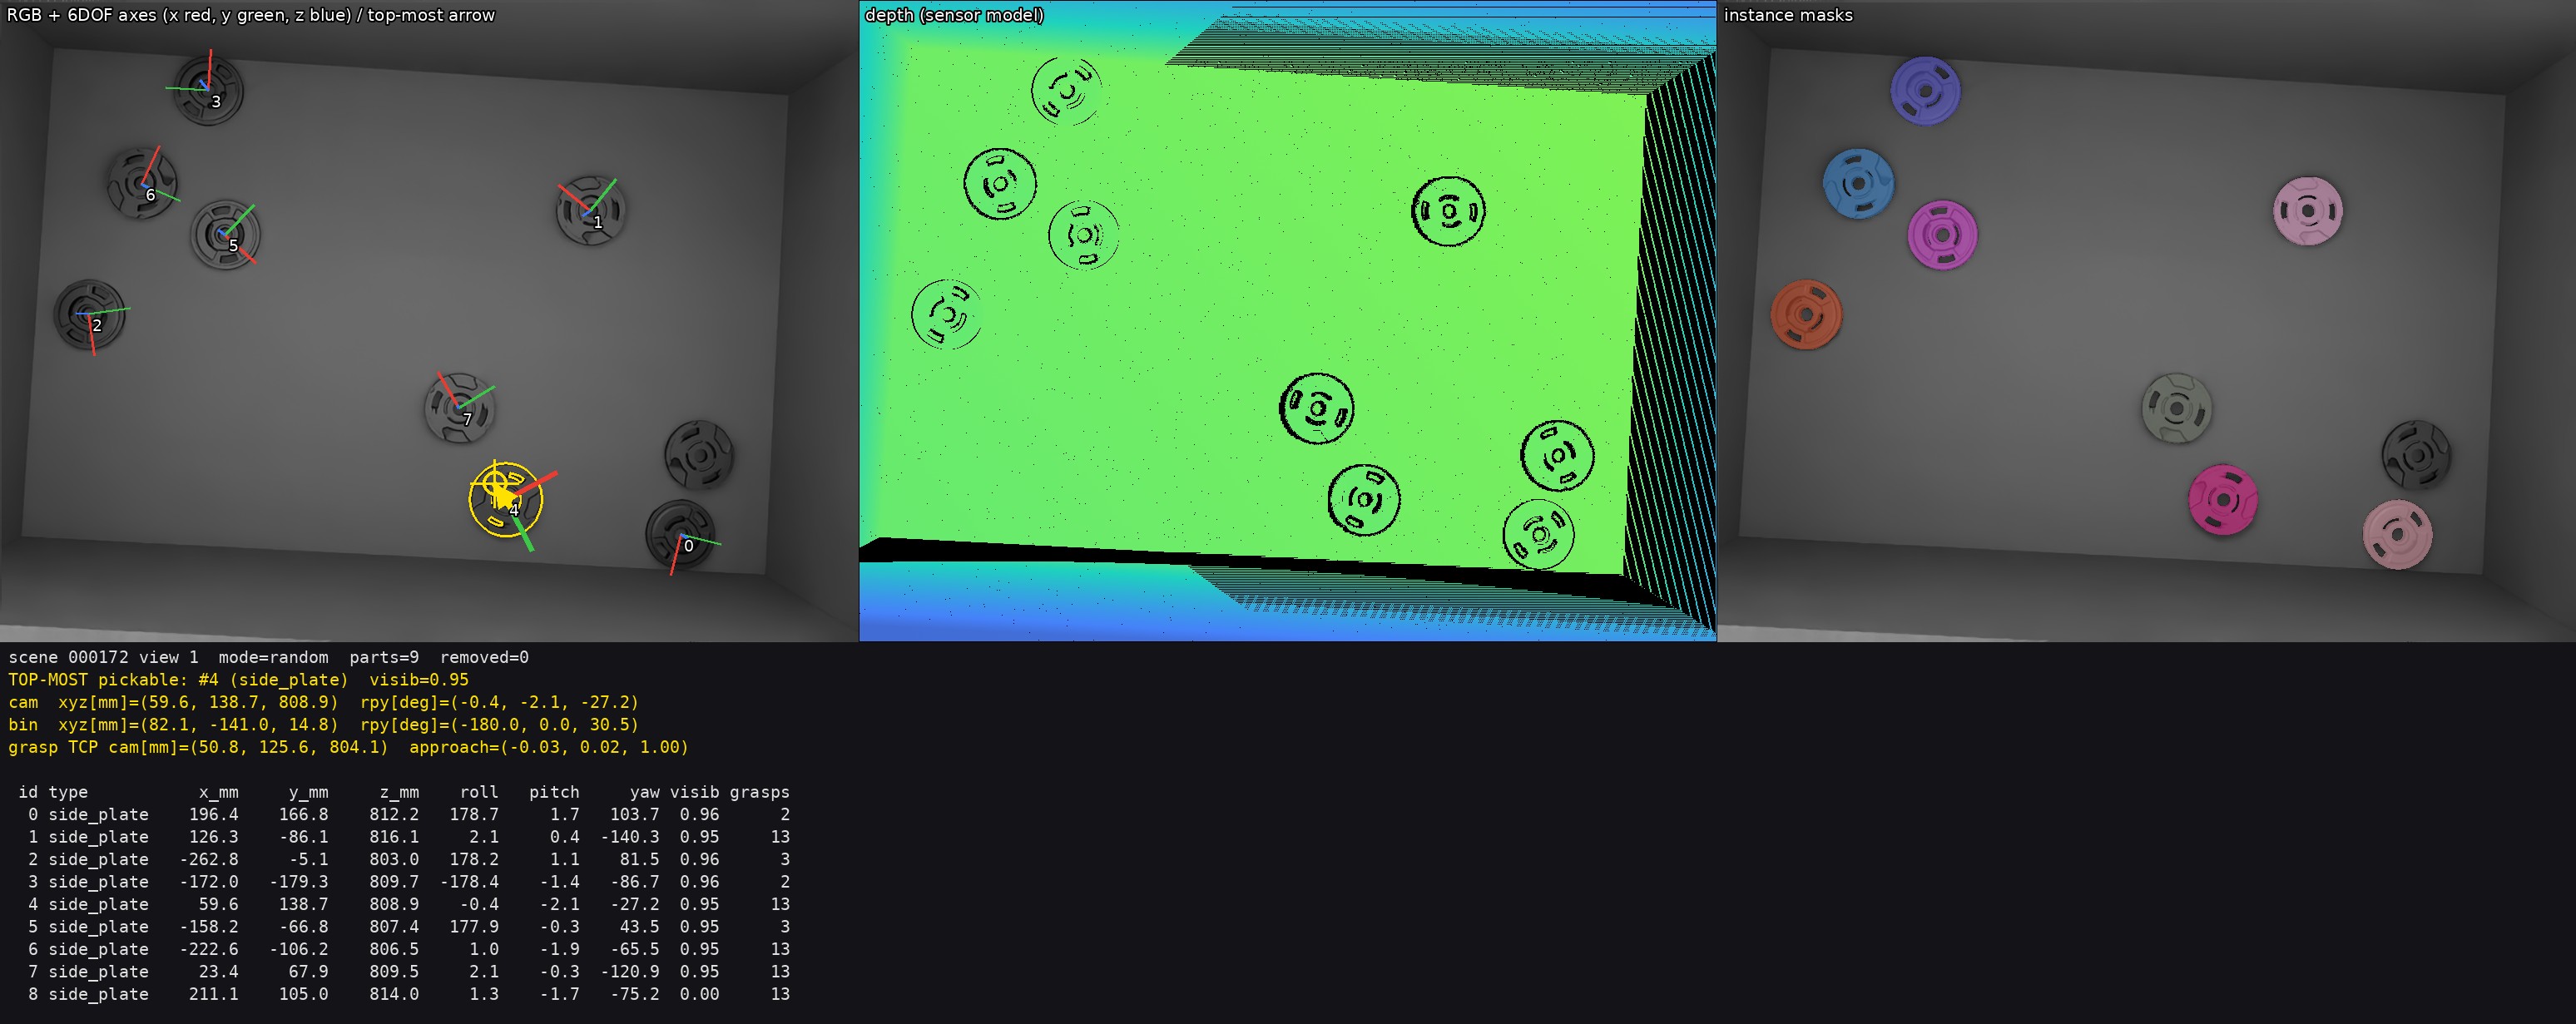 RGB + 6DOF axes (x red, y green, z blue) / top-most arrow
depth (sensor model)
instance masks
3
6
5
1
2
7
4
0
scene 000172 view 1  mode=random  parts=9  removed=0
TOP-MOST pickable: #4 (side_plate)  visib=0.95
cam  xyz[mm]=(59.6, 138.7, 808.9)  rpy[deg]=(-0.4, -2.1, -27.2)
bin  xyz[mm]=(82.1, -141.0, 14.8)  rpy[deg]=(-180.0, 0.0, 30.5)
grasp TCP cam[mm]=(50.8, 125.6, 804.1)  approach=(-0.03, 0.02, 1.00)
id type x_mm y_mm z_mm roll pitch yaw visib grasps
0 side_plate 196.4 166.8 812.2 178.7 1.7 103.7 0.96 2
1 side_plate 126.3 -86.1 816.1 2.1 0.4 -140.3 0.95 13
2 side_plate -262.8 -5.1 803.0 178.2 1.1 81.5 0.96 3
3 side_plate -172.0 -179.3 809.7 -178.4 -1.4 -86.7 0.96 2
4 side_plate 59.6 138.7 808.9 -0.4 -2.1 -27.2 0.95 13
5 side_plate -158.2 -66.8 807.4 177.9 -0.3 43.5 0.95 3
6 side_plate -222.6 -106.2 806.5 1.0 -1.9 -65.5 0.95 13
7 side_plate 23.4 67.9 809.5 2.1 -0.3 -120.9 0.95 13
8 side_plate 211.1 105.0 814.0 1.3 -1.7 -75.2 0.00 13